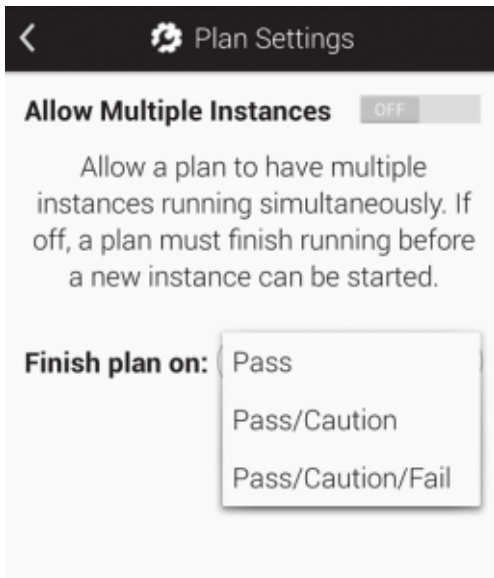 Plan Settings
Allow Multiple Instances OFF
Allow a plan to have multiple
instances running simultaneously. If
off, a plan must finish running before
a new instance can be started.
Finish plan on: Pass
Pass/Caution
Pass/Caution/Fail